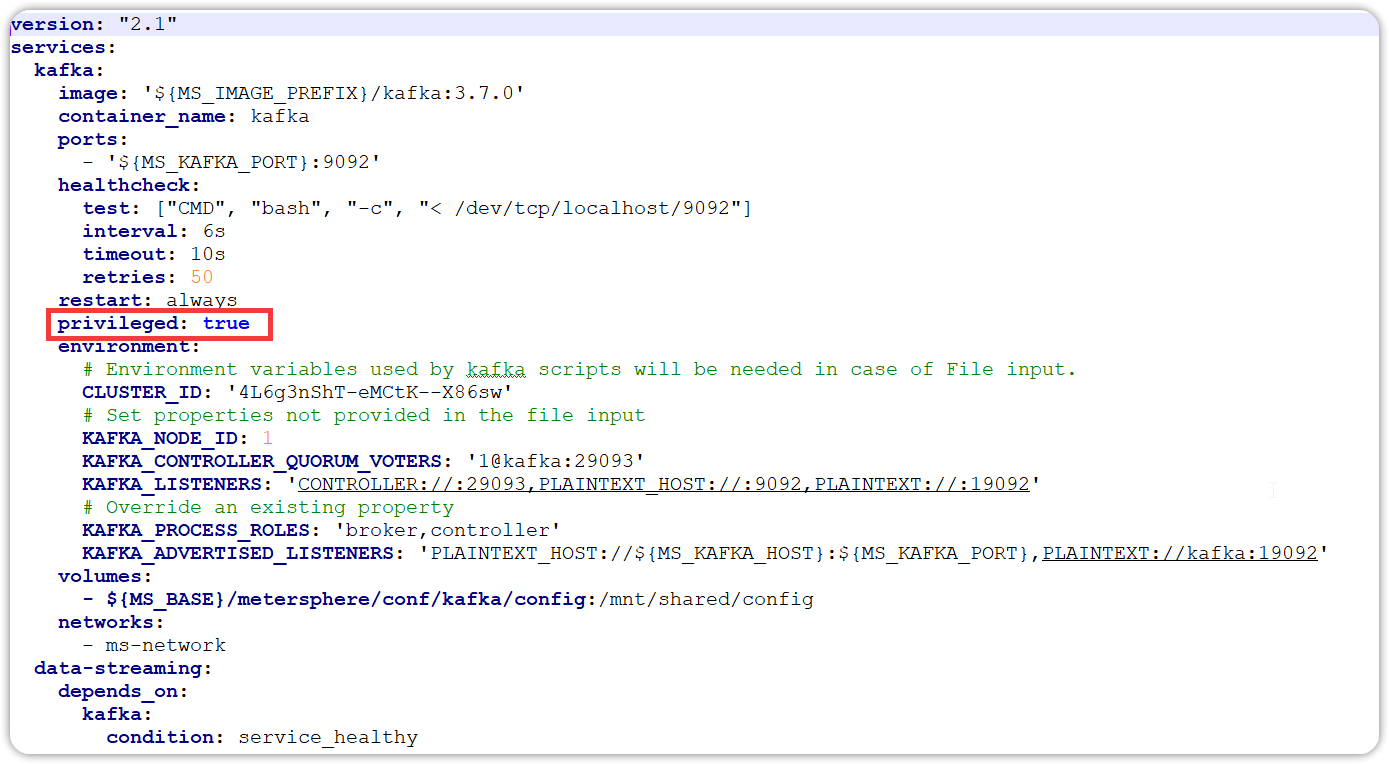 version: "2.1"
services:
  kafka:
    image: '${MS_IMAGE_PREFIX}/kafka:3.7.0'
    container_name: kafka
    ports:
      - '${MS_KAFKA_PORT}:9092'
    healthcheck:
      test: ["CMD", "bash", "-c", "< /dev/tcp/localhost/9092"]
      interval: 6s
      timeout: 10s
      retries: 50
    restart: always
    privileged: true
    environment:
      # Environment variables used by kafka scripts will be needed in case of File input.
      CLUSTER_ID: '4L6g3nShT-eMCtK--X86sw'
      # Set properties not provided in the file input
      KAFKA_NODE_ID: 1
      KAFKA_CONTROLLER_QUORUM_VOTERS: '1@kafka:29093'
      KAFKA_LISTENERS: 'CONTROLLER://:29093,PLAINTEXT_HOST://:9092,PLAINTEXT://:19092'
      # Override an existing property
      KAFKA_PROCESS_ROLES: 'broker,controller'
      KAFKA_ADVERTISED_LISTENERS: 'PLAINTEXT_HOST://${MS_KAFKA_HOST}:${MS_KAFKA_PORT},PLAINTEXT://kafka:19092'
    volumes:
      - ${MS_BASE}/metersphere/conf/kafka/config:/mnt/shared/config
    networks:
      - ms-network
  data-streaming:
    depends_on:
      kafka:
        condition: service_healthy